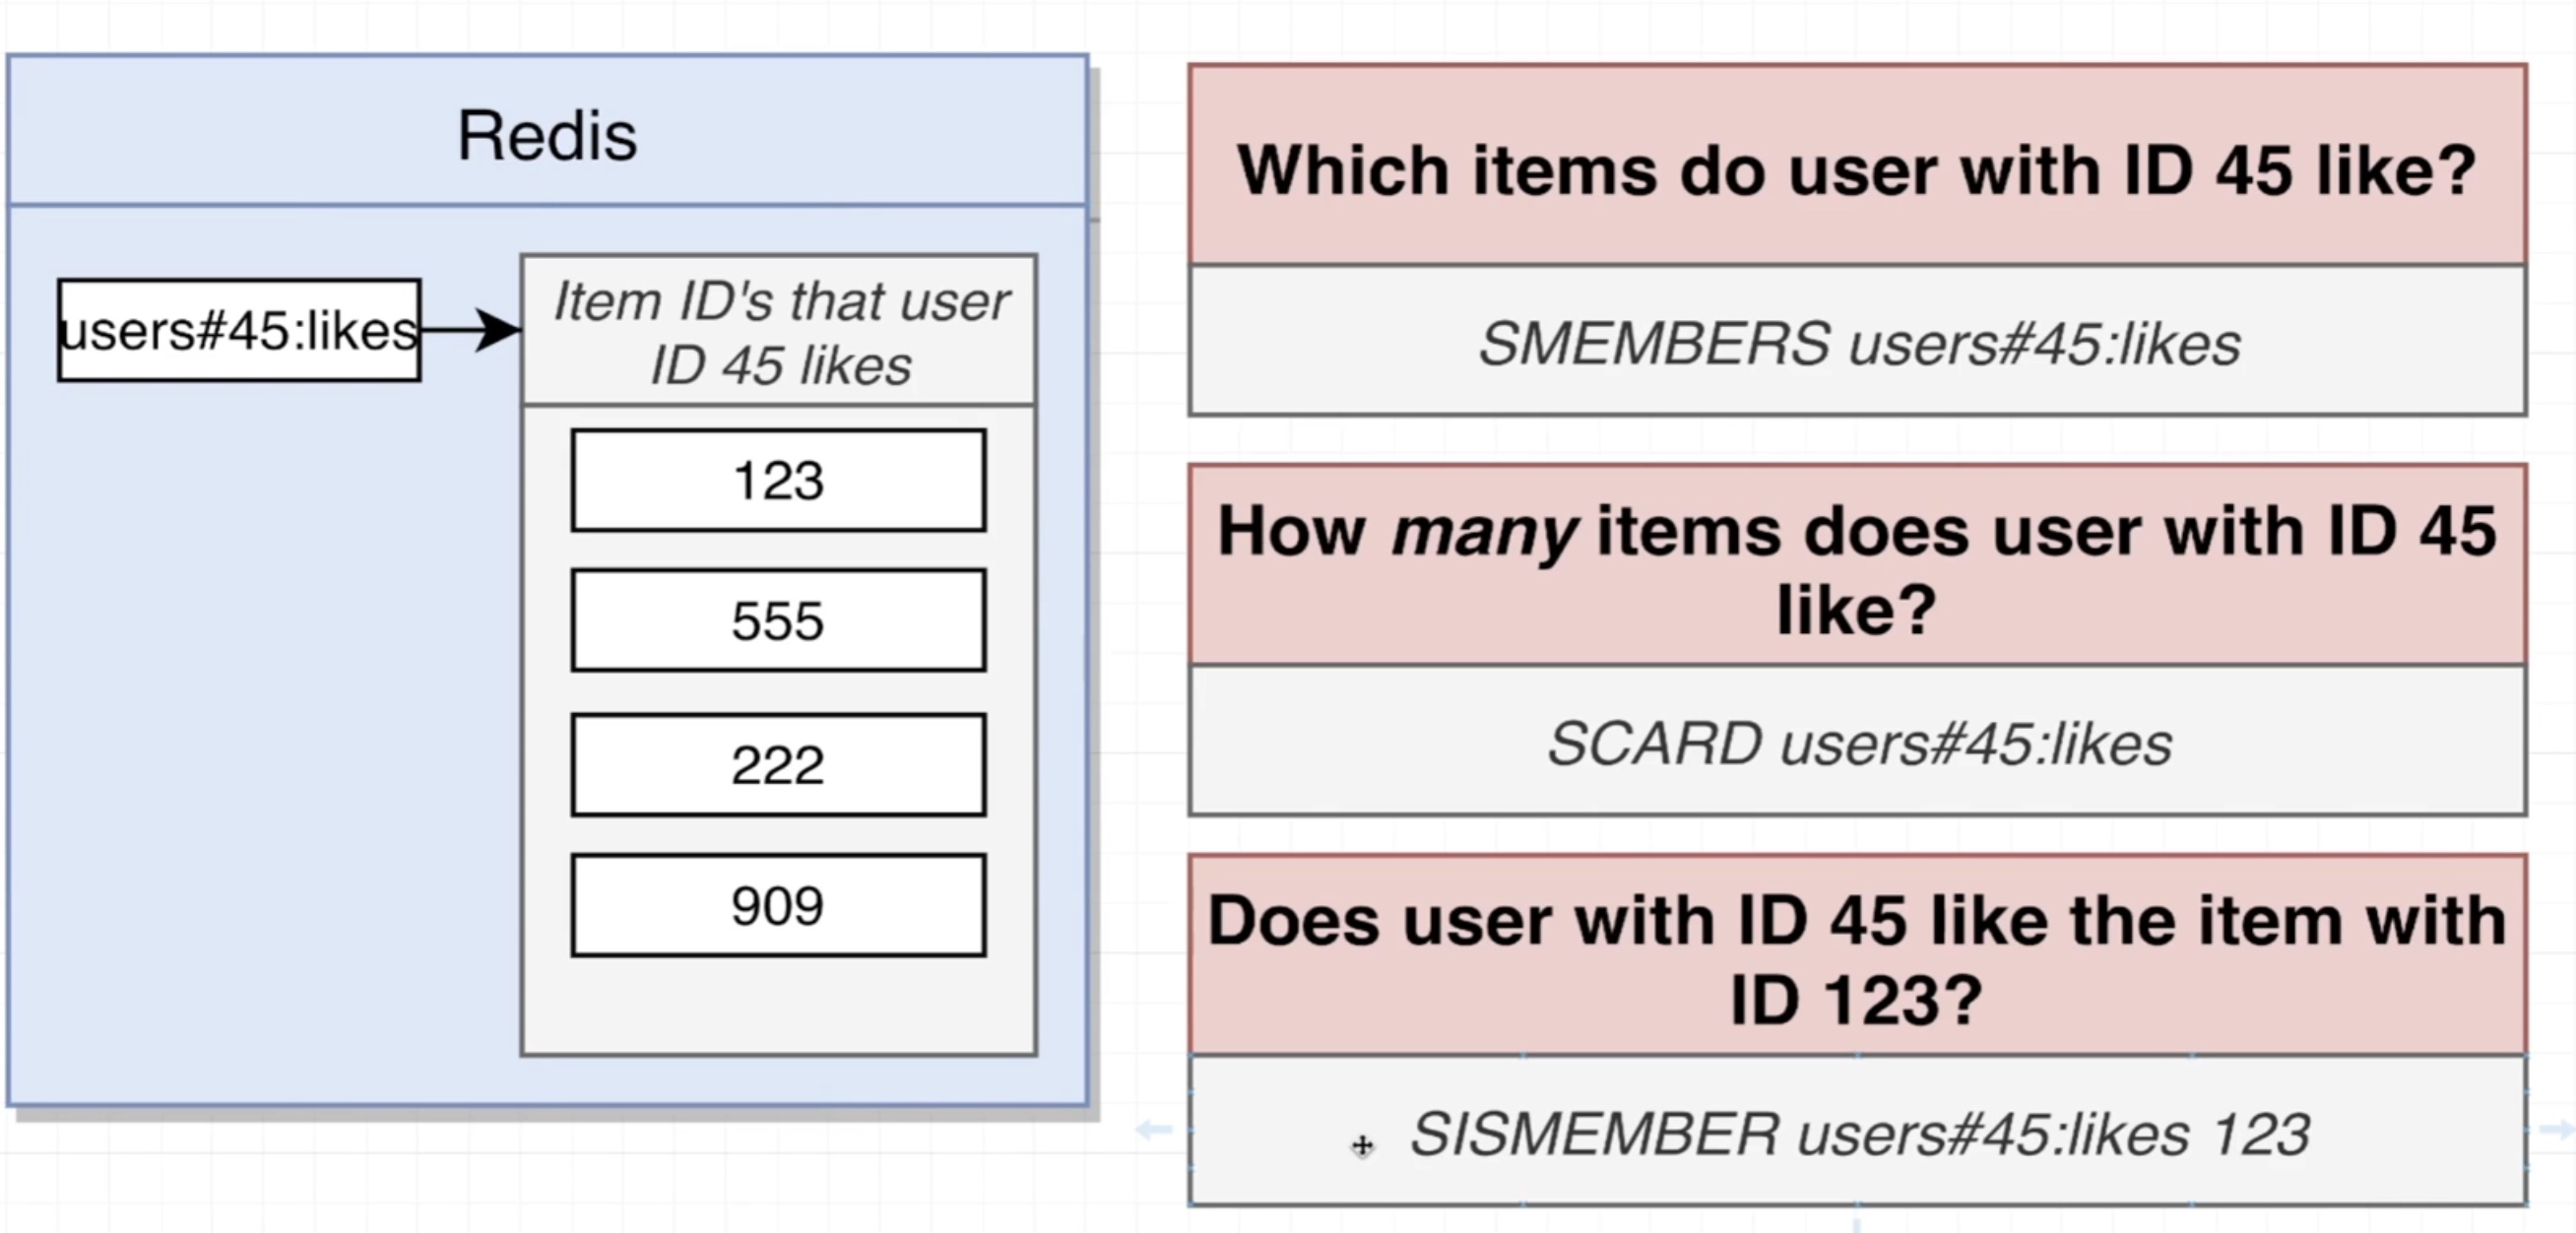 Redis
users#45:likes
Item ID's that user
ID 45 likes
123
555
222
909
Which items do user with ID 45 like?
SMEMBERS users#45:likes
How many items does user with ID 45
like?
SCARD users#45:likes
Does user with ID 45 like the item with
ID 123?
SISMEMBER users#45:likes 123